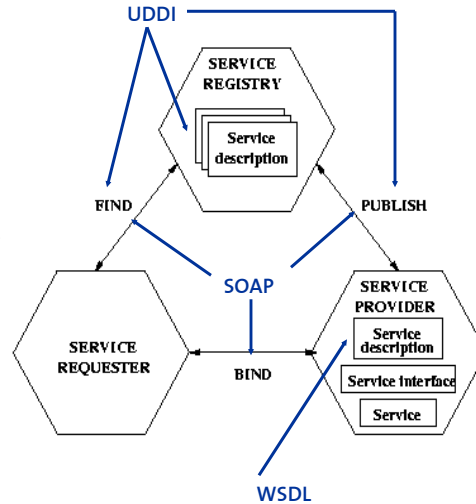 UDDI
SERVICE
REGISTRY
Service
description
FIND
PUBLISH
SOAP
SERVICE
REQUESTER
BIND
SERVICE
PROVIDER
Service
description
Service interface
Service
WSDL